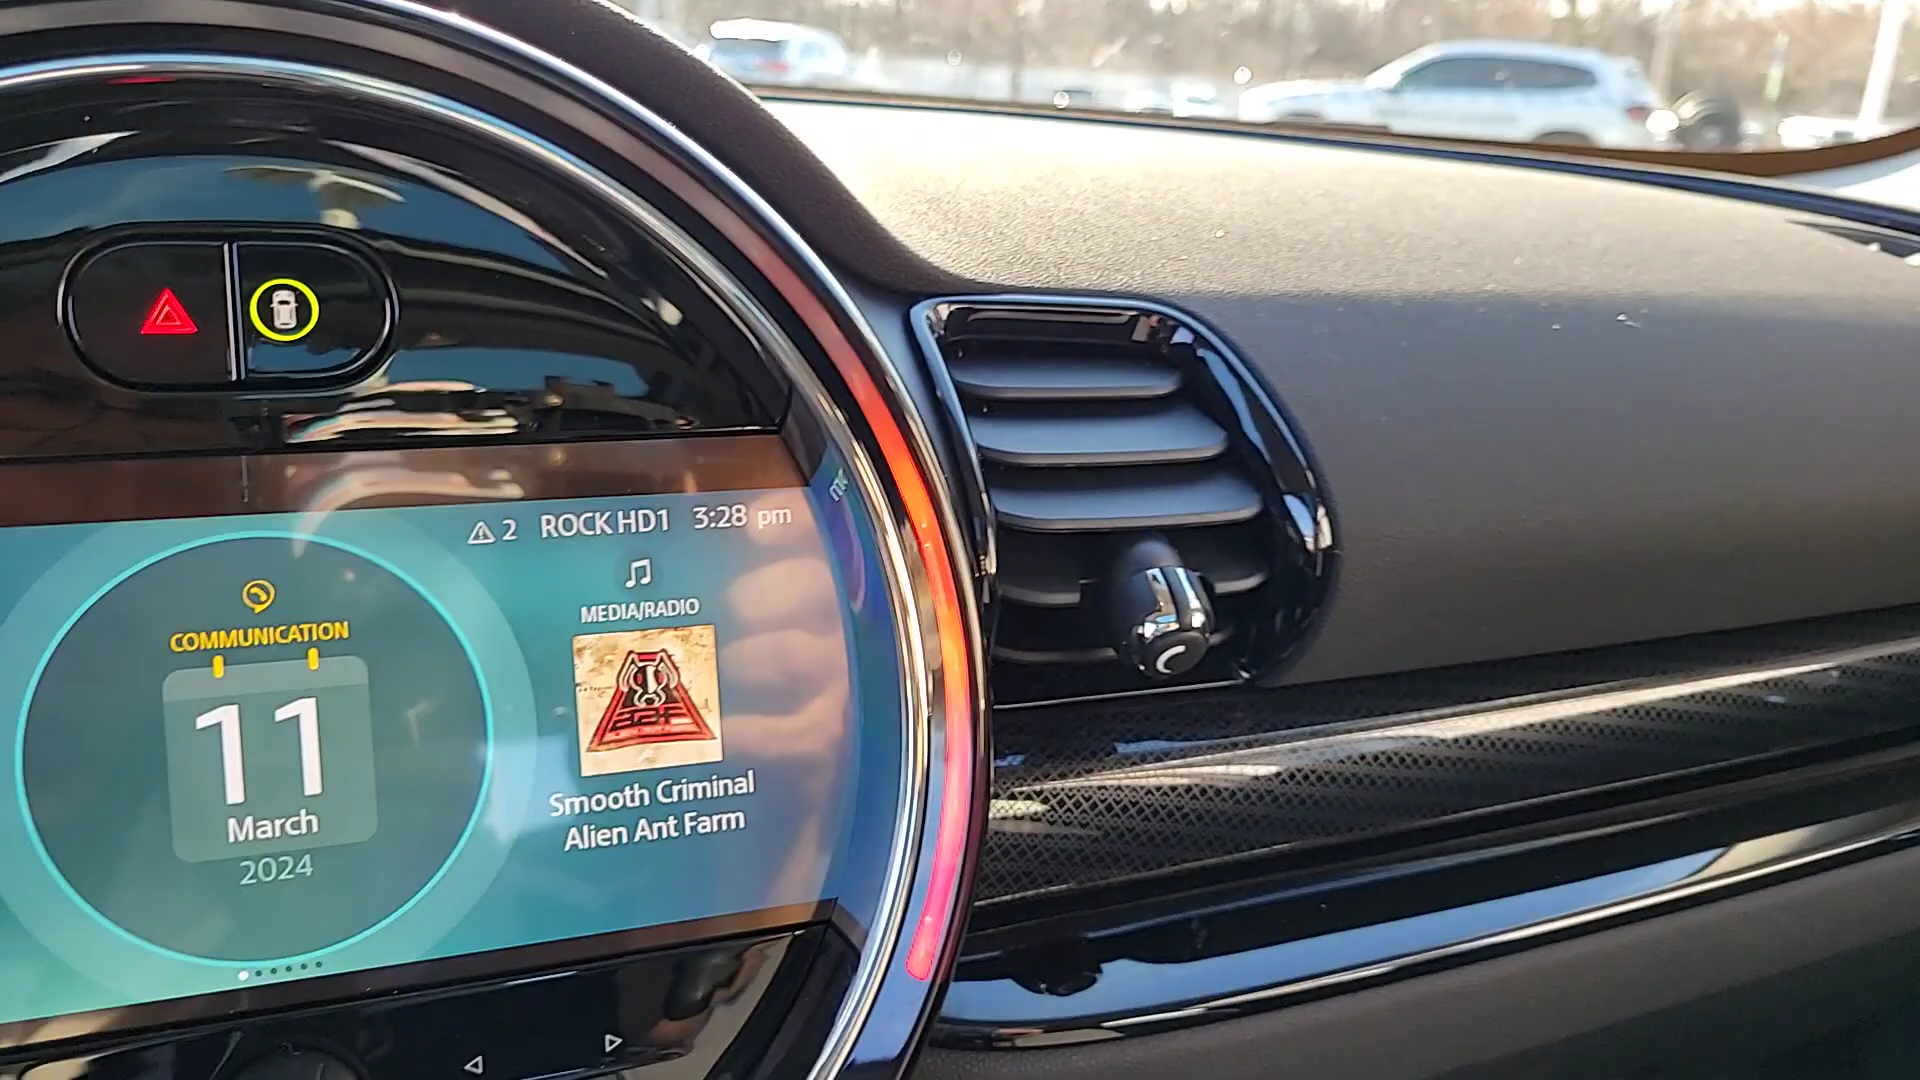 2 ROCK HD1 3:28 pm
COMMUNICATION
11
March
2024
MEDIA/RADIO
Smooth Criminal
Alien Ant Farm